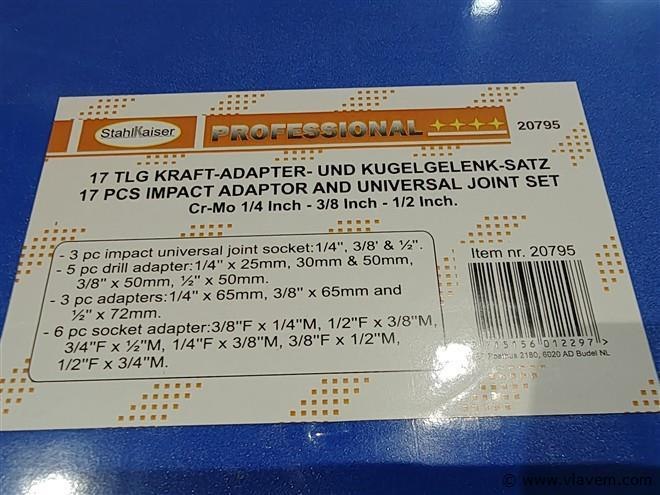 StahlKaiser PROFESSIONAL 20795
17 TLG KRAFT-ADAPTER- UND KUGELGELENK-SATZ
17 PCS IMPACT ADAPTOR AND UNIVERSAL JOINT SET
Cr-Mo 1/4 Inch - 3/8 Inch - 1/2 Inch.
- 3 pc impact universal joint socket:1/4", 3/8' & ½".
- 5 pc drill adapter:1/4" x 25mm, 30mm & 50mm,
3/8" x 50mm, ½" x 50mm.
- 3 pc adapters:1/4" x 65mm, 3/8" x 65mm and
½" x 72mm.
- 6 pc socket adapter:3/8"F x 1/4"M, 1/2"F x 3/8"M,
3/4"F x ½"M, 1/4"F x 3/8"M, 3/8"F x 1/2"M,
1/2"F x 3/4"M.
Item nr. 20795
8 715156 012297 >
Postbus 2180, 6020 AD Budel NL
© www.vlavem.com